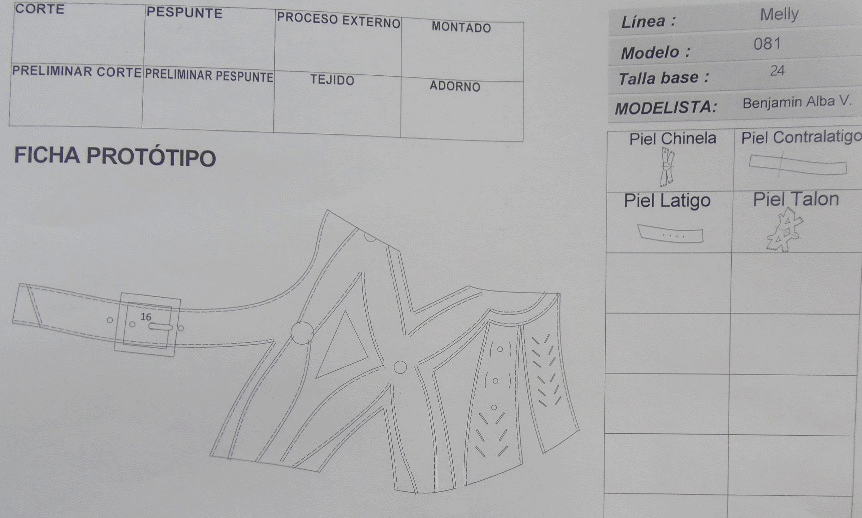 CORTE PESPUNTE PROCESO EXTERNO MONTADO
PRELIMINAR CORTE PRELIMINAR PESPUNTE TEJIDO ADORNO
FICHA PROTÓTIPO
Línea : Melly
Modelo : 081
Talla base : 24
MODELISTA: Benjamin Alba V.
Piel Chinela Piel Contralatigo
Piel Latigo Piel Talon
16